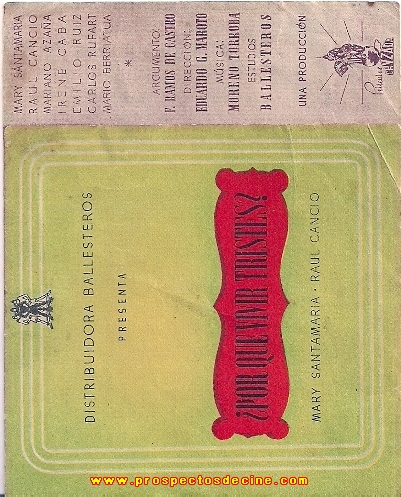 DISTRIBUIDORA BALLESTEROS
PRESENTA
¿POR QUE VIVIR TRISTES?
MARY SANTAMARIA · RAUL CANCIO
MARY SANTAMARIA
RAUL CANCIO
MARIANO AZAÑA
IRENE CABA
EMILIO RUIZ
CARLOS RUFART
MARIO BERRIATUA
*
ARGUMENTO:
F. RAMOS DE CASTRO
DIRECCIÓN:
EDUARDO G. MAROTO
MÚSICA:
MORENO TORROBA
ESTUDIOS
BALLESTEROS
UNA PRODUCCIÓN
www.prospectosdecine.com